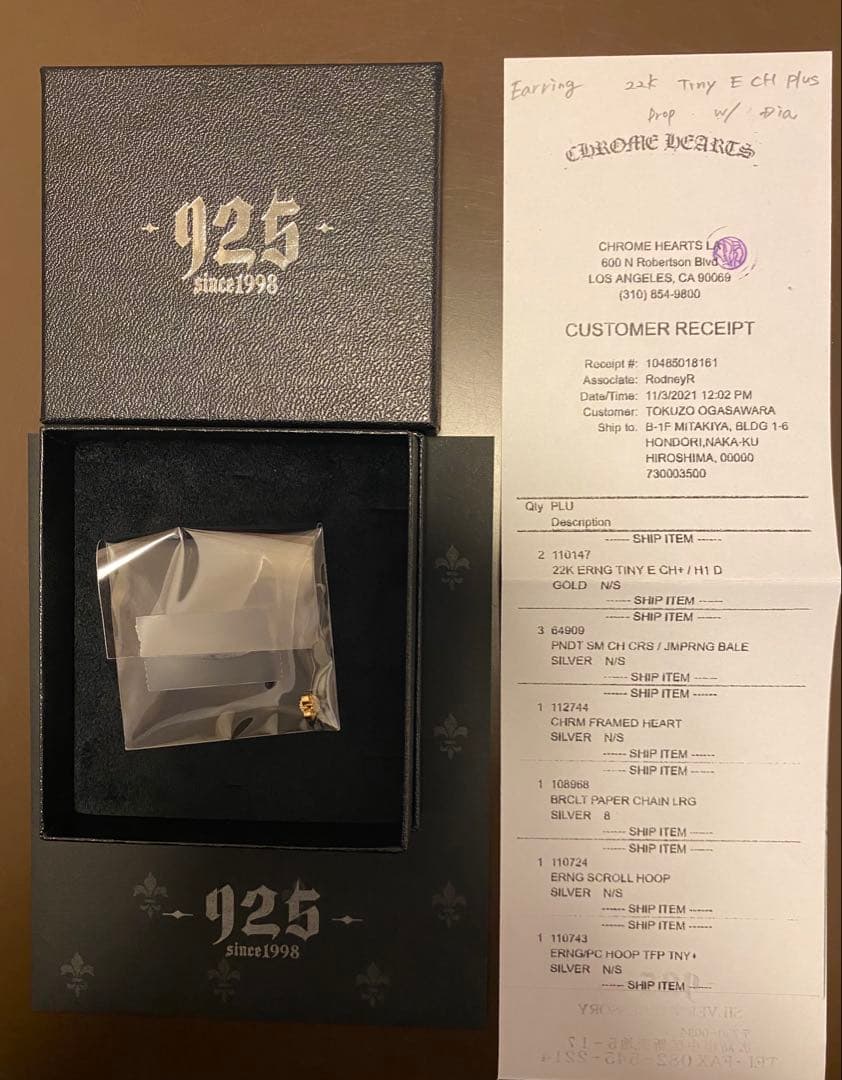 925
since1998
925
since1998
Earring 22k Tiny E CH Plus
Drop w/ Dia
CHROME HEARTS
CHROME HEARTS LA
600 N Robertson Blvd
LOS ANGELES, CA 90069
(310) 854-9800
CUSTOMER RECEIPT
Receipt #: 10485018161
Associate: RodneyR
Date/Time: 11/3/2021 12:02 PM
Customer: TOKUZO OGASAWARA
Ship to: B-1F MITAKIYA, BLDG 1-6
HONDORI,NAKA-KU
HIROSHIMA, 00000
730003500
Qty PLU
Description
------ SHIP ITEM ------
2 110147
22K ERNG TINY E CH+ / H1 D
GOLD N/S
------ SHIP ITEM ------
------ SHIP ITEM ------
3 64909
PNDT SM CH CRS / JMPRNG BALE
SILVER N/S
------ SHIP ITEM ------
------ SHIP ITEM ------
1 112744
CHRM FRAMED HEART
SILVER N/S
------ SHIP ITEM ------
------ SHIP ITEM ------
1 108968
BRCLT PAPER CHAIN LRG
SILVER 8
------ SHIP ITEM ------
------ SHIP ITEM ------
1 110724
ERNG SCROLL HOOP
SILVER N/S
------ SHIP ITEM ------
------ SHIP ITEM ------
1 110743
ERNG/PC HOOP TFP TNY+
SILVER N/S
------ SHIP ITEM ------
925